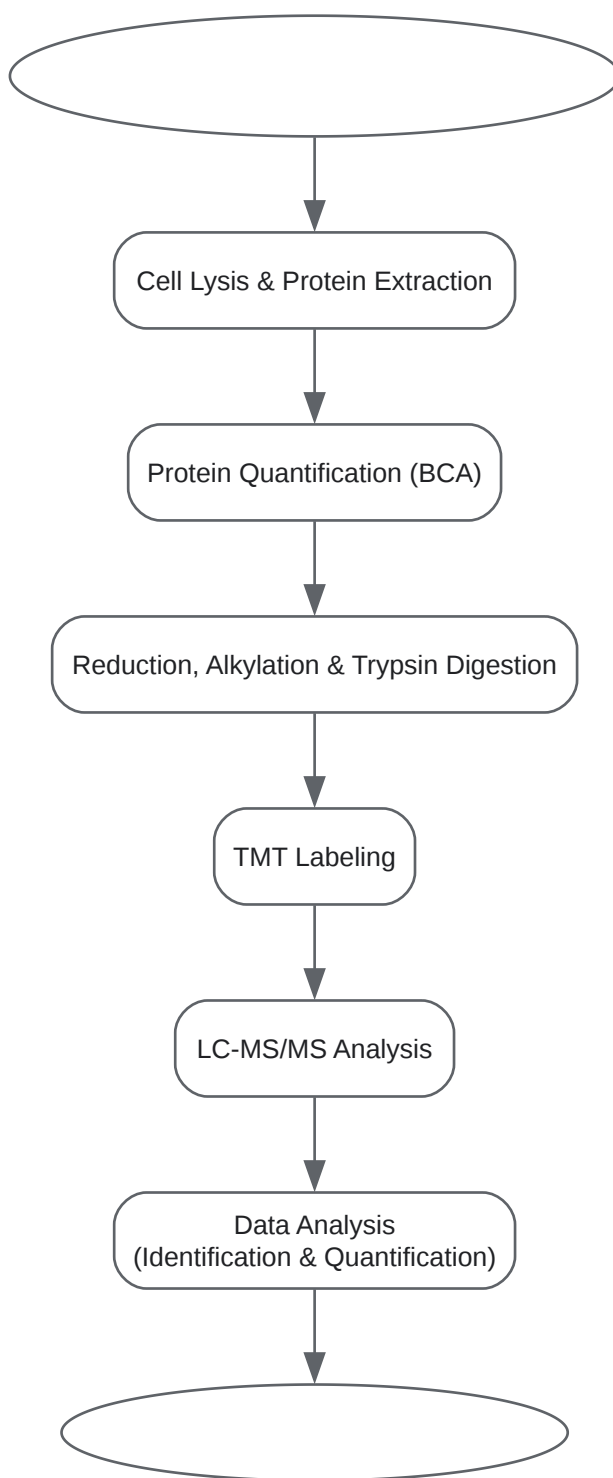 Cell Lysis & Protein Extraction
Protein Quantification (BCA)
Reduction, Alkylation & Trypsin Digestion
TMT Labeling
LC-MS/MS Analysis
Data Analysis
(Identification & Quantification)